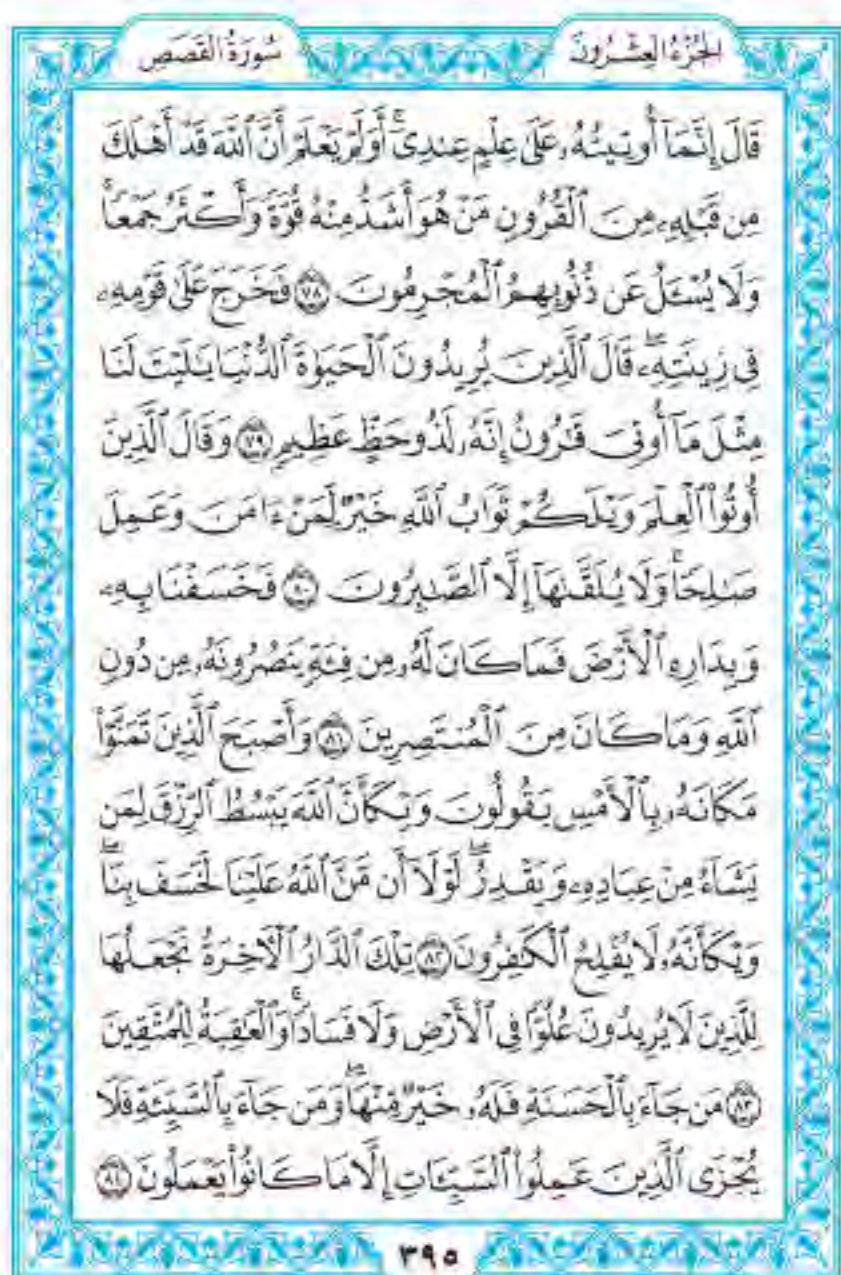 الجزء العشرون
سورة القصص
قَالَ إِنَّمَآ أُوتِيتُهُۥ عَلَىٰ عِلْمٍ عِندِىٓ ۚ أَوَلَمْ يَعْلَمْ أَنَّ ٱللَّهَ قَدْ أَهْلَكَ
مِن قَبْلِهِۦ مِنَ ٱلْقُرُونِ مَنْ هُوَ أَشَدُّ مِنْهُ قُوَّةً وَأَكْثَرُ جَمْعًا ۚ
وَلَا يُسْـَٔلُ عَن ذُنُوبِهِمُ ٱلْمُجْرِمُونَ ٧٨ فَخَرَجَ عَلَىٰ قَوْمِهِۦ
فِى زِينَتِهِۦ ۖ قَالَ ٱلَّذِينَ يُرِيدُونَ ٱلْحَيَوٰةَ ٱلدُّنْيَا يَـٰلَيْتَ لَنَا
مِثْلَ مَآ أُوتِىَ قَـٰرُونُ إِنَّهُۥ لَذُو حَظٍّ عَظِيمٍ ٧٩ وَقَالَ ٱلَّذِينَ
أُوتُوا۟ ٱلْعِلْمَ وَيْلَكُمْ ثَوَابُ ٱللَّهِ خَيْرٌ لِّمَنْ ءَامَنَ وَعَمِلَ
صَـٰلِحًا ۚ وَلَا يُلَقَّىٰهَآ إِلَّا ٱلصَّـٰبِرُونَ ٨٠ فَخَسَفْنَا بِهِۦ
وَبِدَارِهِ ٱلْأَرْضَ فَمَا كَانَ لَهُۥ مِن فِئَةٍ يَنصُرُونَهُۥ مِن دُونِ
ٱللَّهِ وَمَا كَانَ مِنَ ٱلْمُنتَصِرِينَ ٨١ وَأَصْبَحَ ٱلَّذِينَ تَمَنَّوْا۟
مَكَانَهُۥ بِٱلْأَمْسِ يَقُولُونَ وَيْكَأَنَّ ٱللَّهَ يَبْسُطُ ٱلرِّزْقَ لِمَن
يَشَآءُ مِنْ عِبَادِهِۦ وَيَقْدِرُ ۖ لَوْلَآ أَن مَّنَّ ٱللَّهُ عَلَيْنَا لَخَسَفَ بِنَا ۖ
وَيْكَأَنَّهُۥ لَا يُفْلِحُ ٱلْكَـٰفِرُونَ ٨٢ تِلْكَ ٱلدَّارُ ٱلْـَٔاخِرَةُ نَجْعَلُهَا
لِلَّذِينَ لَا يُرِيدُونَ عُلُوًّا فِى ٱلْأَرْضِ وَلَا فَسَادًا ۚ وَٱلْعَـٰقِبَةُ لِلْمُتَّقِينَ
٨٣ مَن جَآءَ بِٱلْحَسَنَةِ فَلَهُۥ خَيْرٌ مِّنْهَا ۖ وَمَن جَآءَ بِٱلسَّيِّئَةِ فَلَا
يُجْزَى ٱلَّذِينَ عَمِلُوا۟ ٱلسَّيِّـَٔاتِ إِلَّا مَا كَانُوا۟ يَعْمَلُونَ ٨٤
٣٩٥